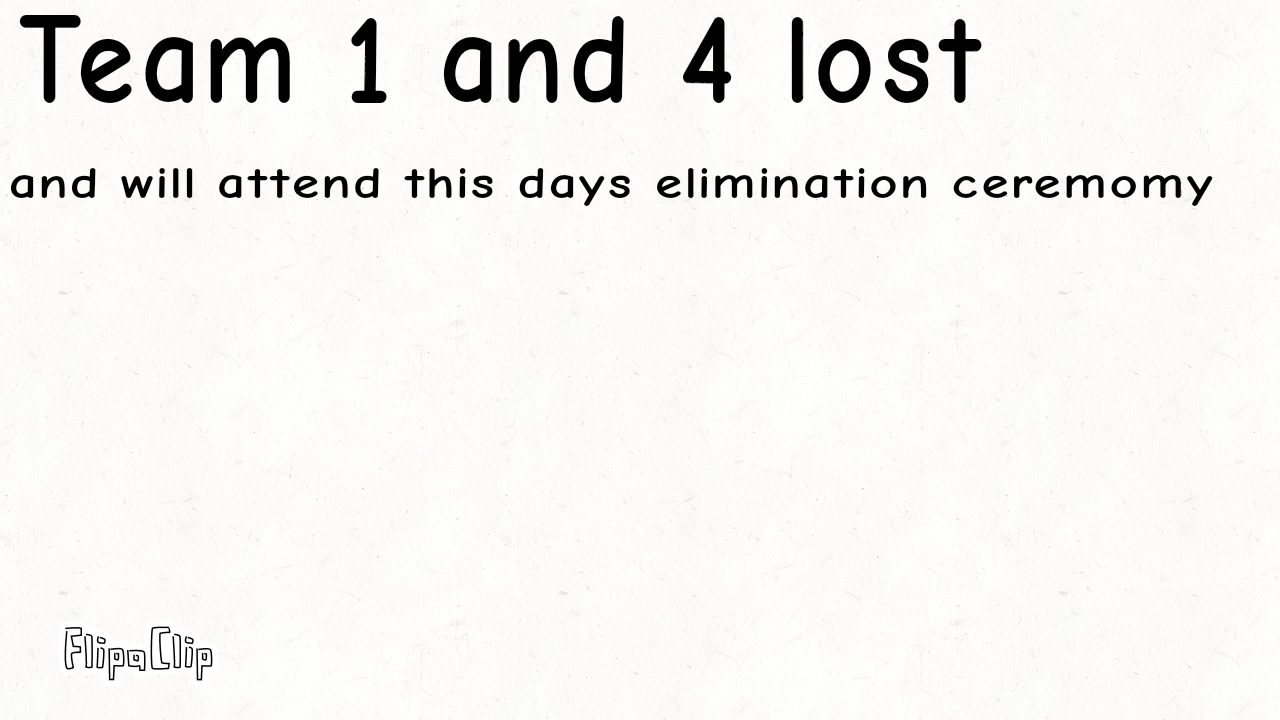 Team 1 and 4 lost
and will attend this days elimination ceremomy
FlipaClip